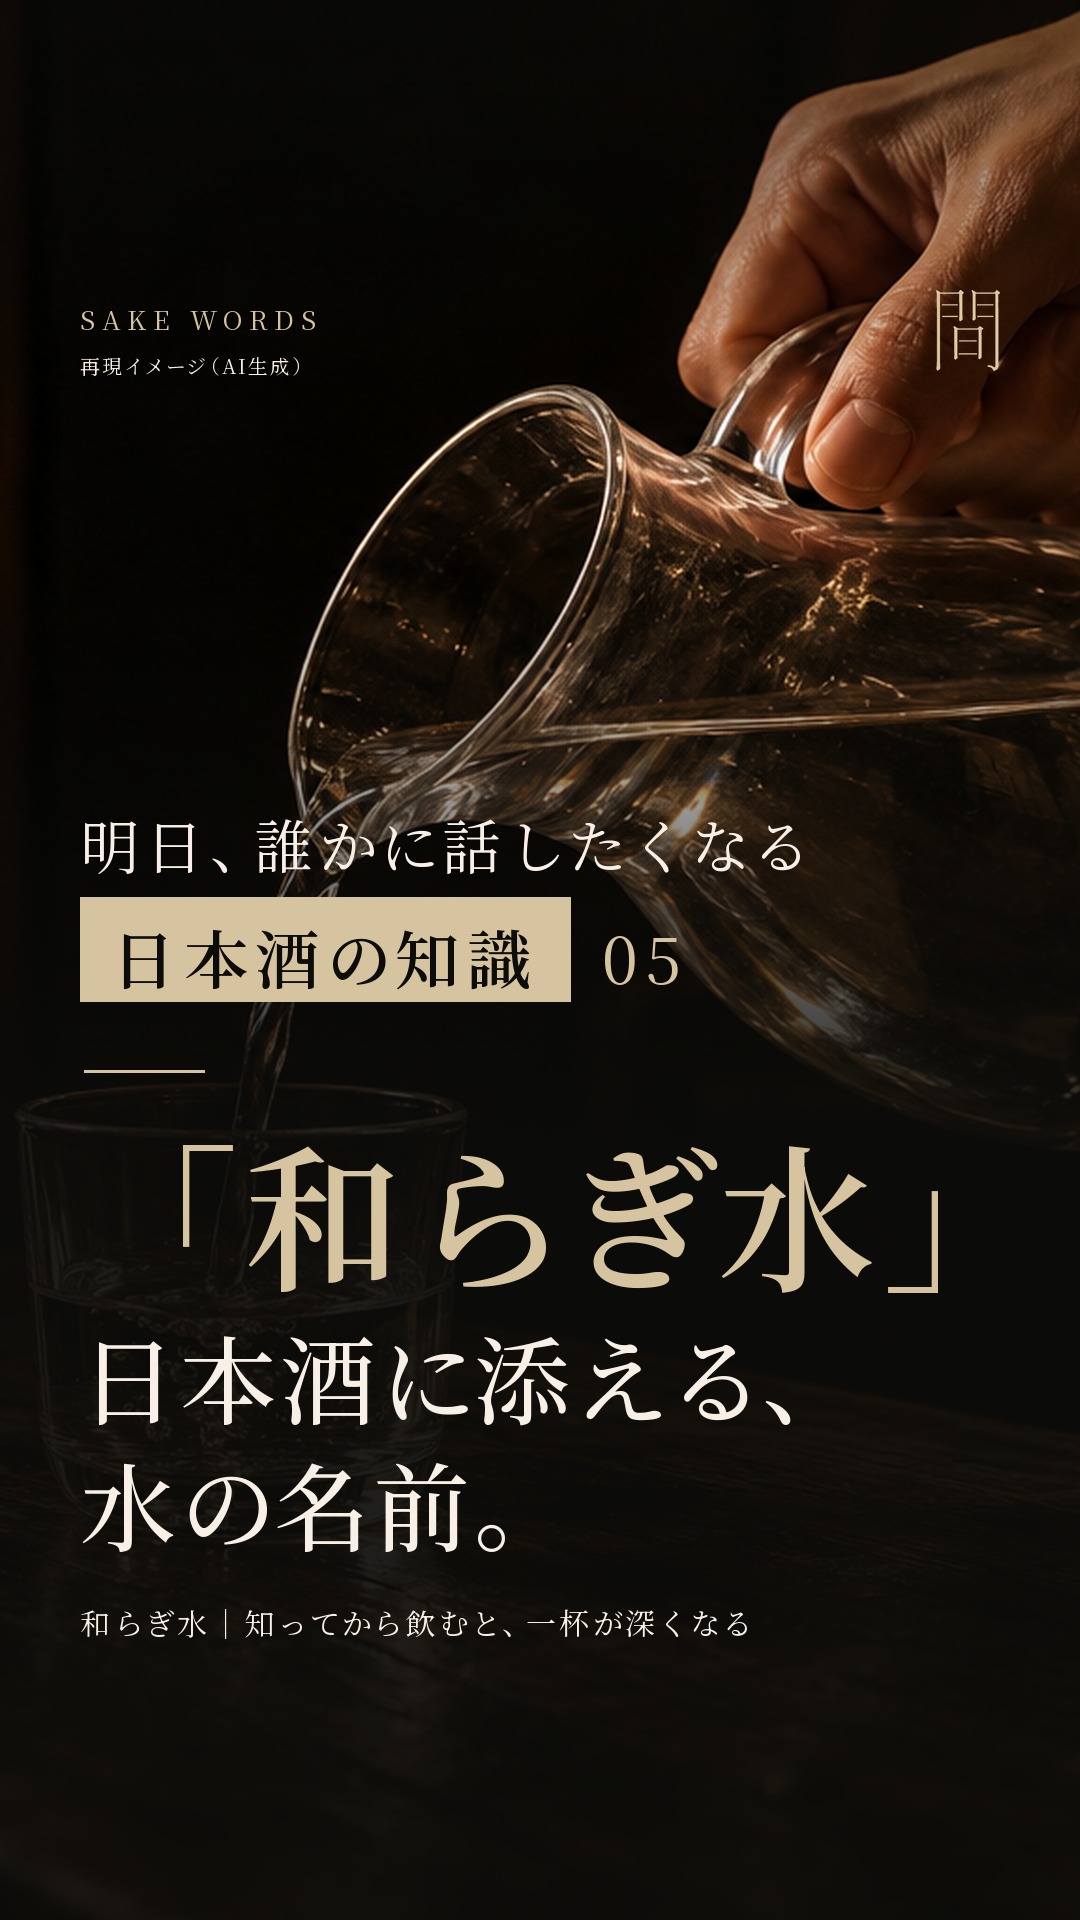 SAKE WORDS
再現イメージ（AI生成）
間
明日、誰かに話したくなる
日本酒の知識 05
「和らぎ水」
日本酒に添える、
水の名前。
和らぎ水｜知ってから飲むと、一杯が深くなる